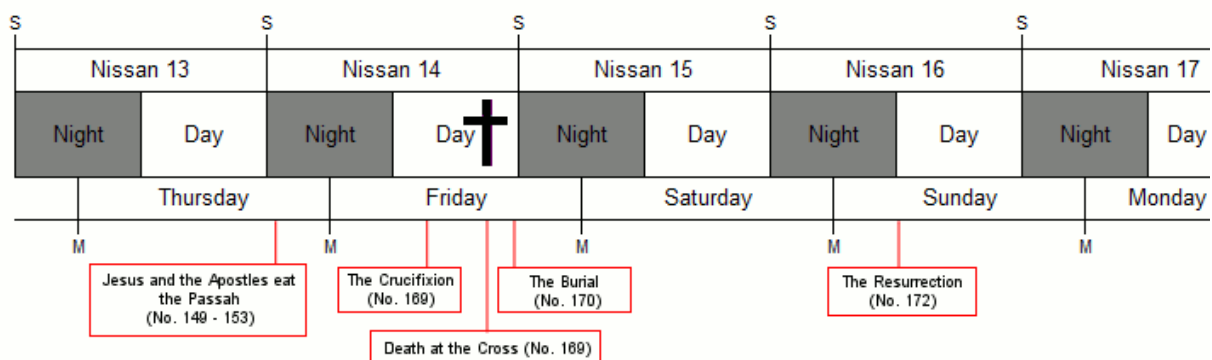 S S S S S
Nissan 13 Nissan 14 Nissan 15 Nissan 16 Nissan 17
Night Day Night Day Night Day Night Day Night Day
Thursday Friday Saturday Sunday Monday
M M M M M
Jesus and the Apostles eat
the Passah
(No. 149 - 153)
The Crucifixion
(No. 169)
The Burial
(No. 170)
The Resurrection
(No. 172)
Death at the Cross (No. 169)